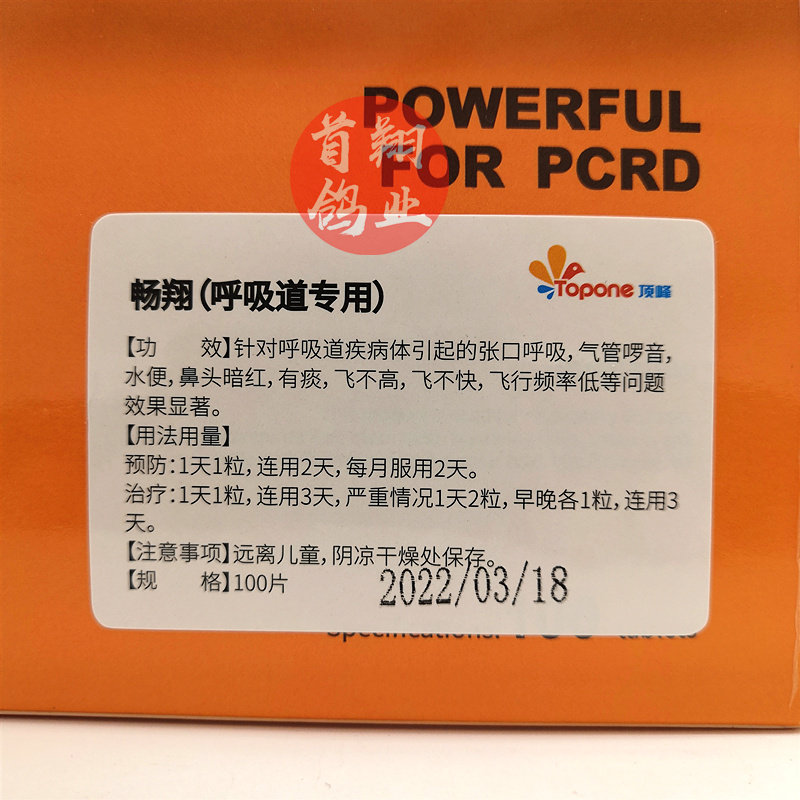 POWERFUL
FOR PCRD
首翔
鸽业
Topone 顶峰
畅翔(呼吸道专用)
【功 效】针对呼吸道疾病体引起的张口呼吸,气管啰音,
水便,鼻头暗红,有痰,飞不高,飞不快,飞行频率低等问题
效果显著。
【用法用量】
预防:1天1粒,连用2天,每月服用2天。
治疗:1天1粒,连用3天,严重情况1天2粒,早晚各1粒,连用3
天。
【注意事项】远离儿童,阴凉干燥处保存。
【规 格】100片
2022/03/18
Specifications: